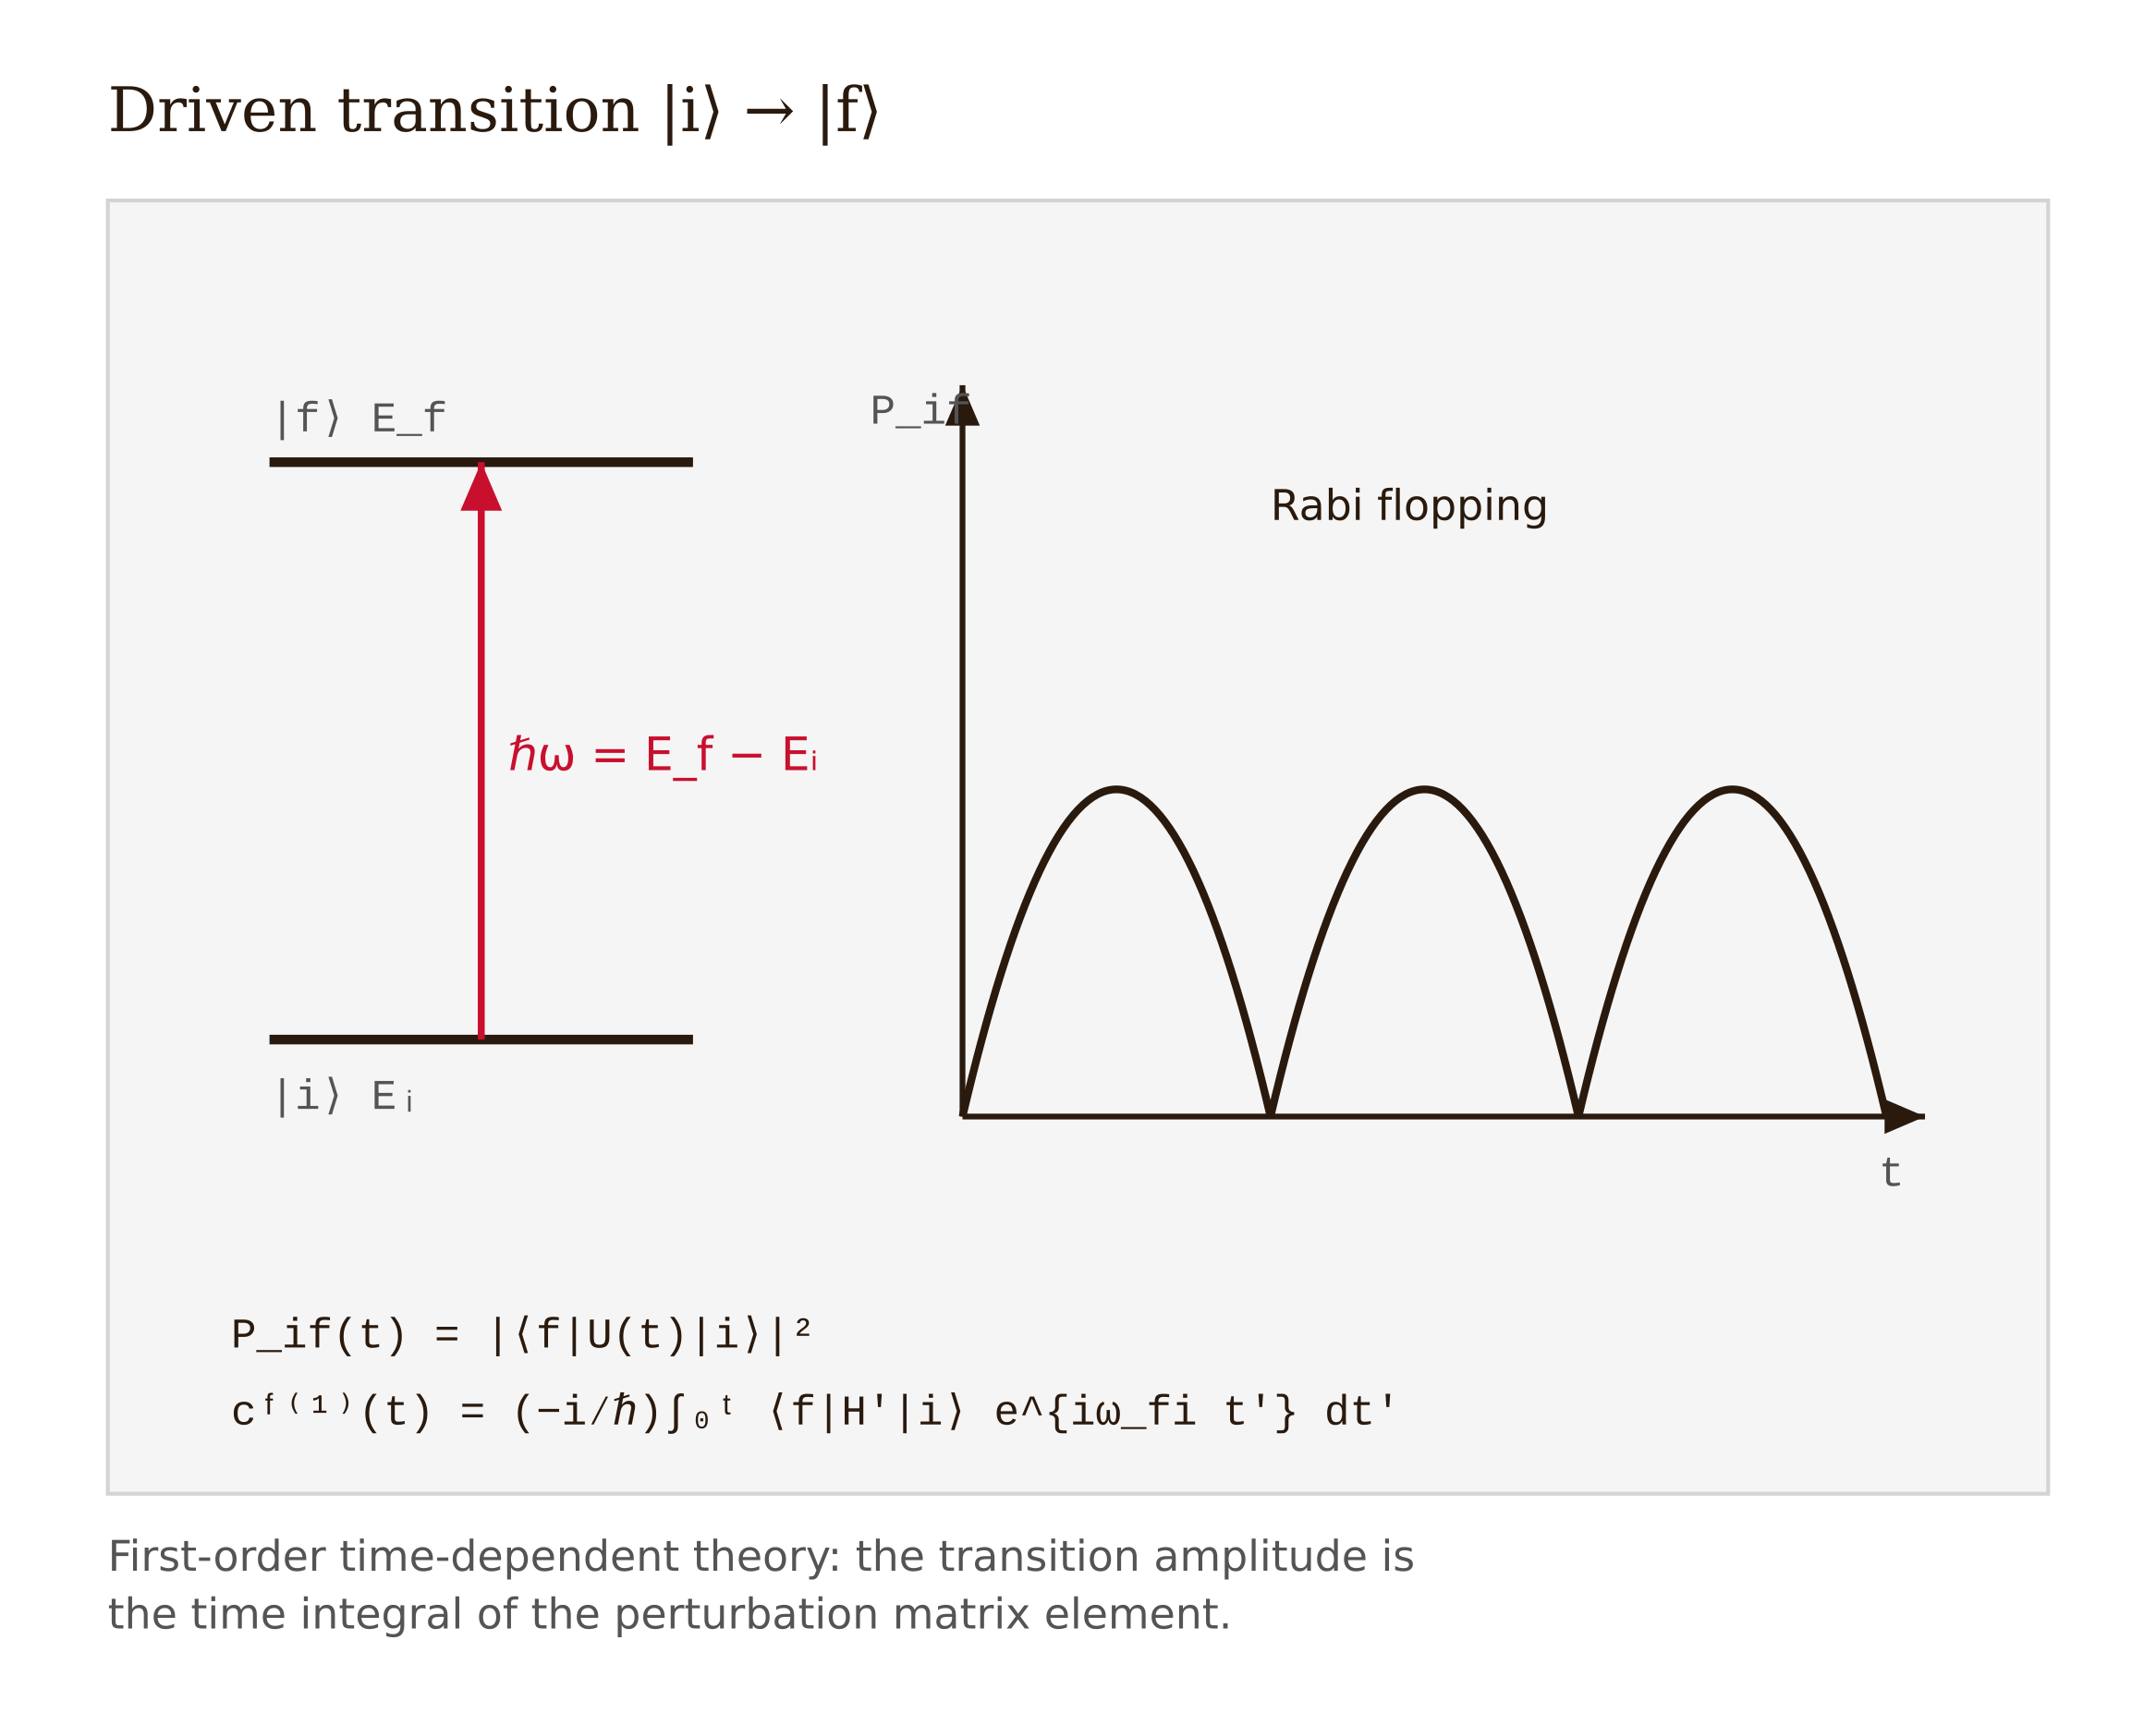 Driven transition |i⟩ → |f⟩
|f⟩ E_f
P_if
Rabi flopping
ℏω = E_f − Eᵢ
|i⟩ Eᵢ
t
P_if(t) = |⟨f|U(t)|i⟩|²
cᶠ⁽¹⁾(t) = (−i/ℏ)∫₀ᵗ ⟨f|H'|i⟩ e^{iω_fi t'} dt'
First-order time-dependent theory: the transition amplitude is
the time integral of the perturbation matrix element.